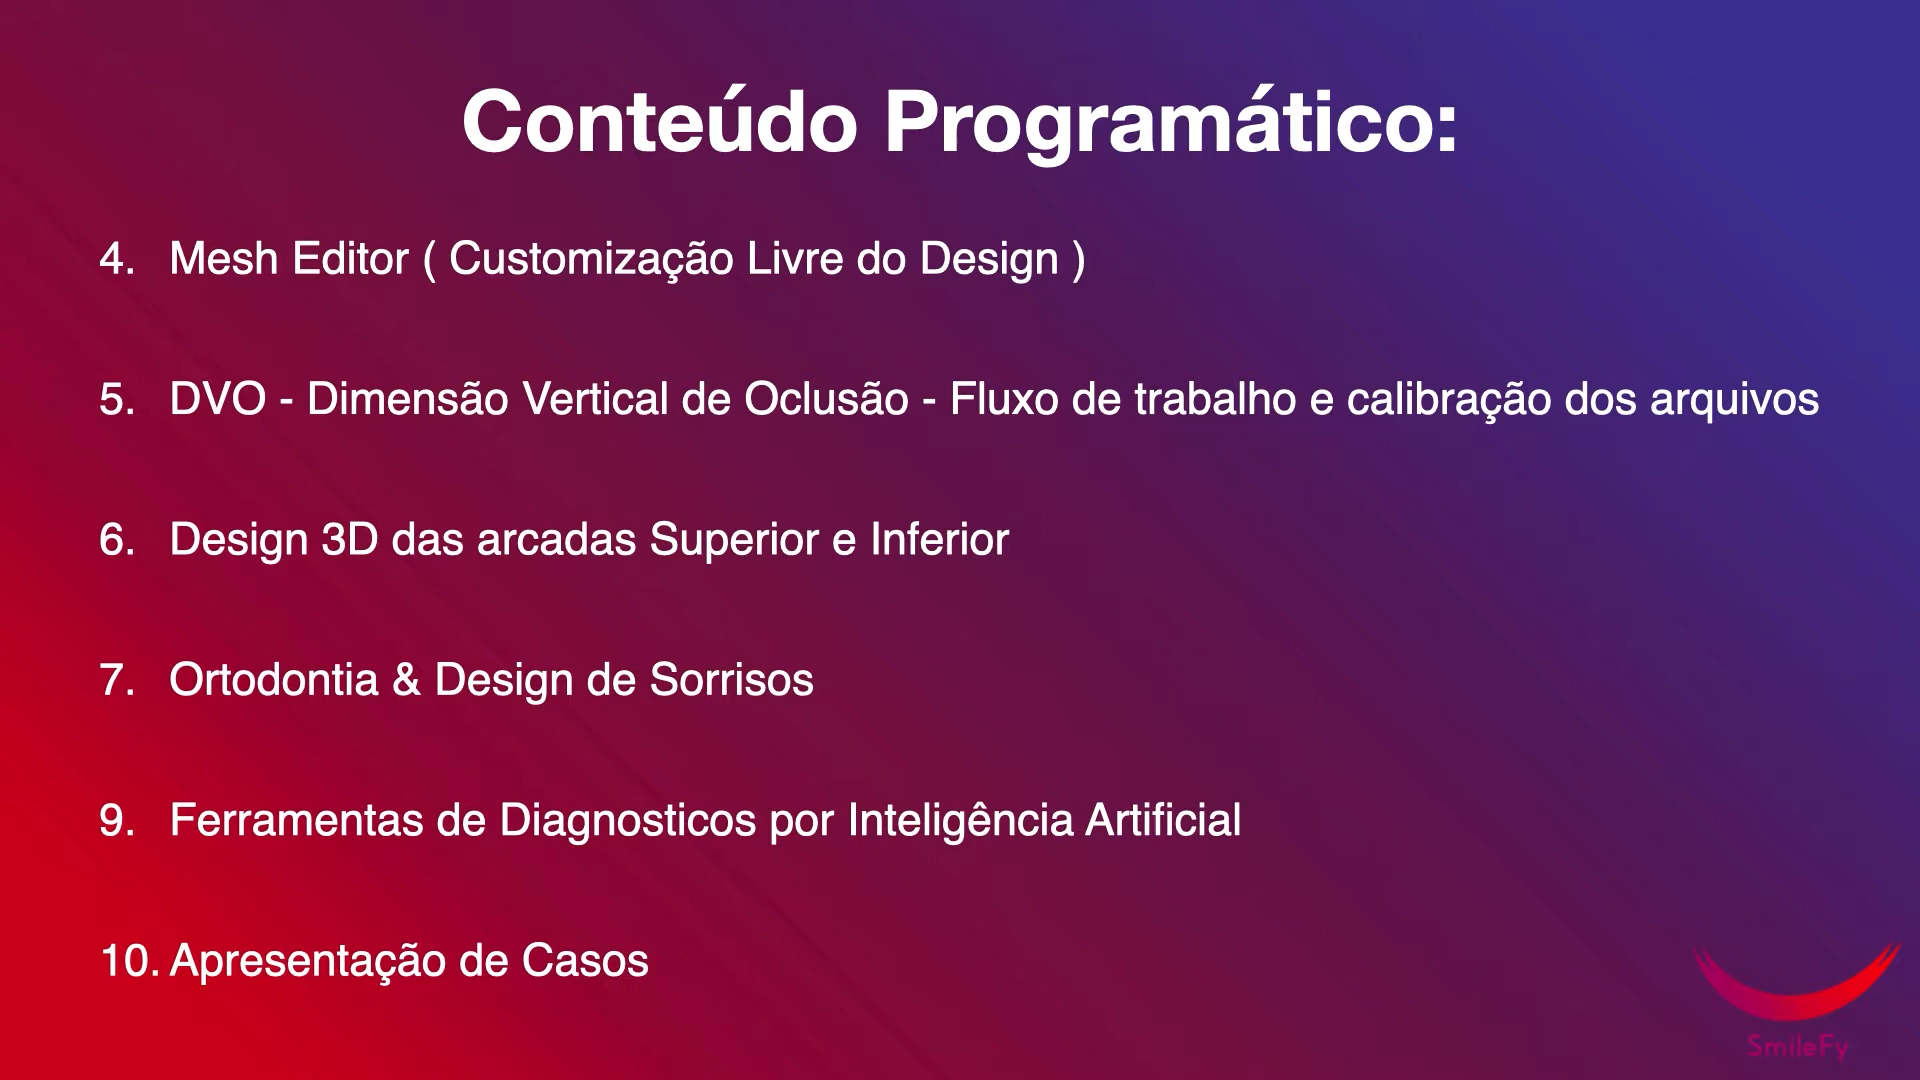 Conteúdo Programático:
4. Mesh Editor ( Customização Livre do Design )
5. DVO - Dimensão Vertical de Oclusão - Fluxo de trabalho e calibração dos arquivos
6. Design 3D das arcadas Superior e Inferior
7. Ortodontia & Design de Sorrisos
9. Ferramentas de Diagnosticos por Inteligência Artificial
10. Apresentação de Casos
SmileFy